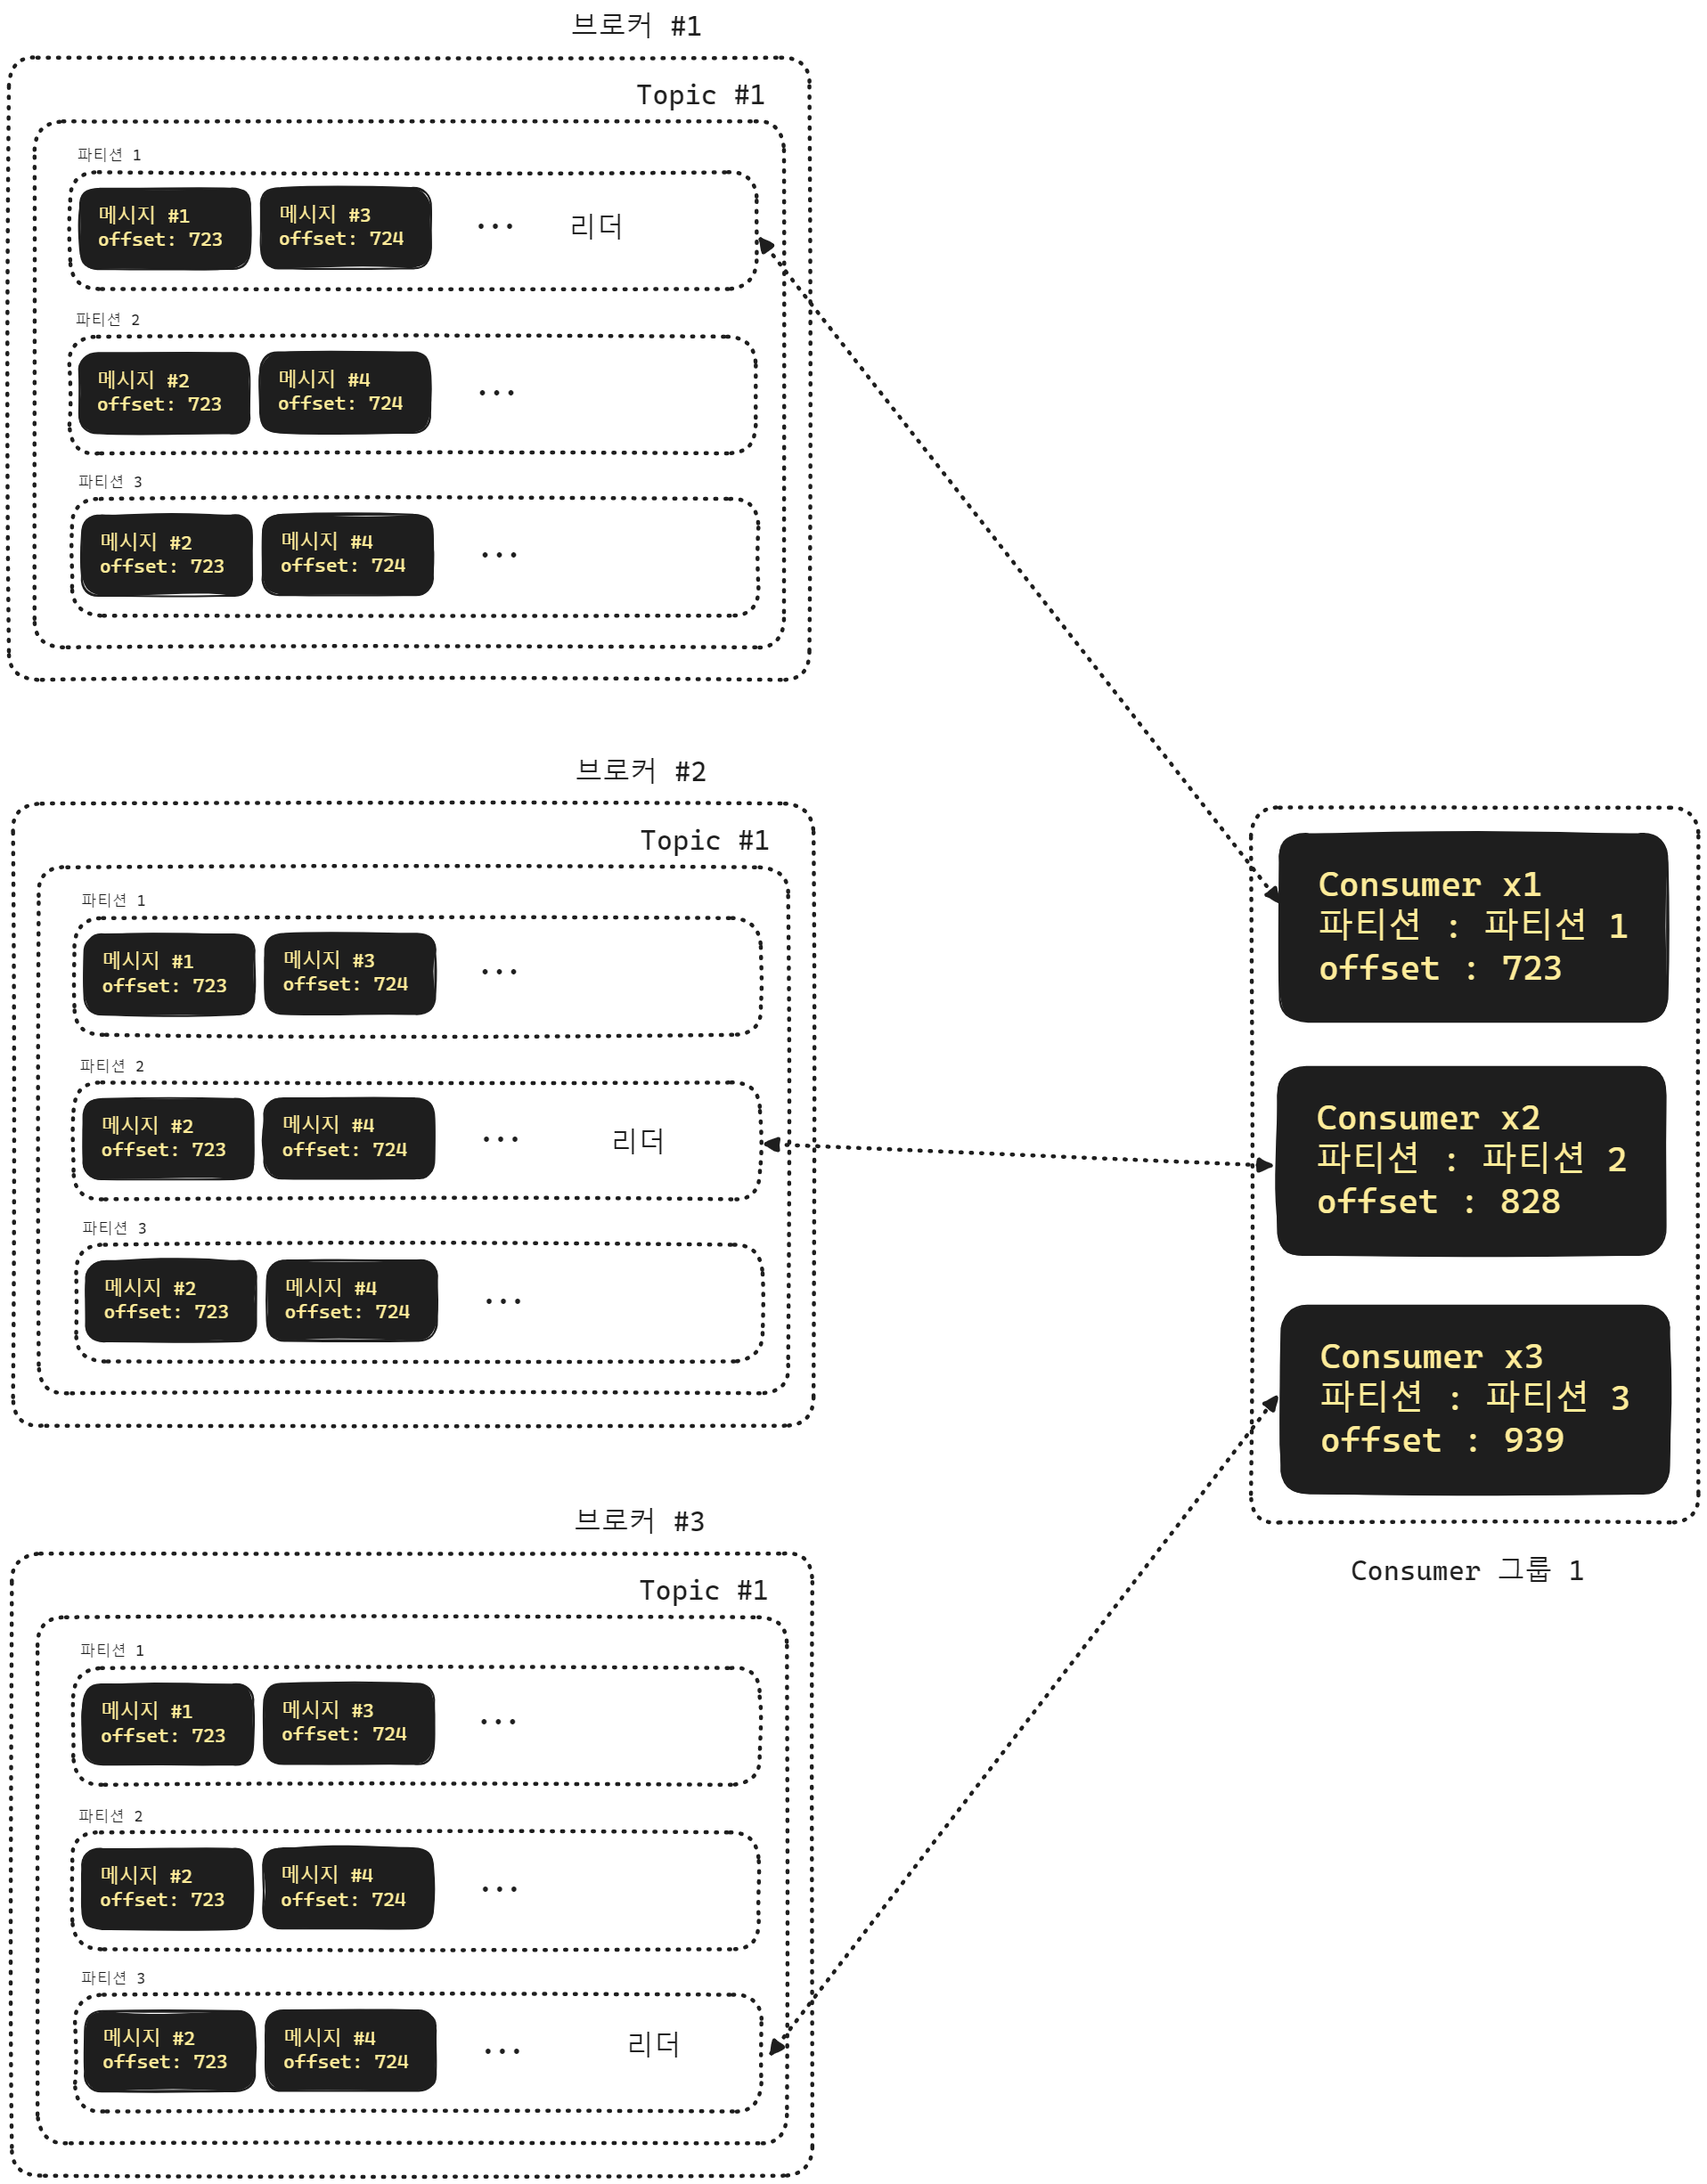 브로커 #1
Topic #1
파티션 1
메시지 #1
offset: 723
메시지 #3
offset: 724
...
리더
파티션 2
메시지 #2
offset: 723
메시지 #4
offset: 724
...
파티션 3
메시지 #2
offset: 723
메시지 #4
offset: 724
...
브로커 #2
Topic #1
파티션 1
메시지 #1
offset: 723
메시지 #3
offset: 724
...
파티션 2
메시지 #2
offset: 723
메시지 #4
offset: 724
...
리더
파티션 3
메시지 #2
offset: 723
메시지 #4
offset: 724
...
브로커 #3
Topic #1
파티션 1
메시지 #1
offset: 723
메시지 #3
offset: 724
...
파티션 2
메시지 #2
offset: 723
메시지 #4
offset: 724
...
파티션 3
메시지 #2
offset: 723
메시지 #4
offset: 724
...
리더
Consumer x1
파티션 : 파티션 1
offset : 723
Consumer x2
파티션 : 파티션 2
offset : 828
Consumer x3
파티션 : 파티션 3
offset : 939
Consumer 그룹 1